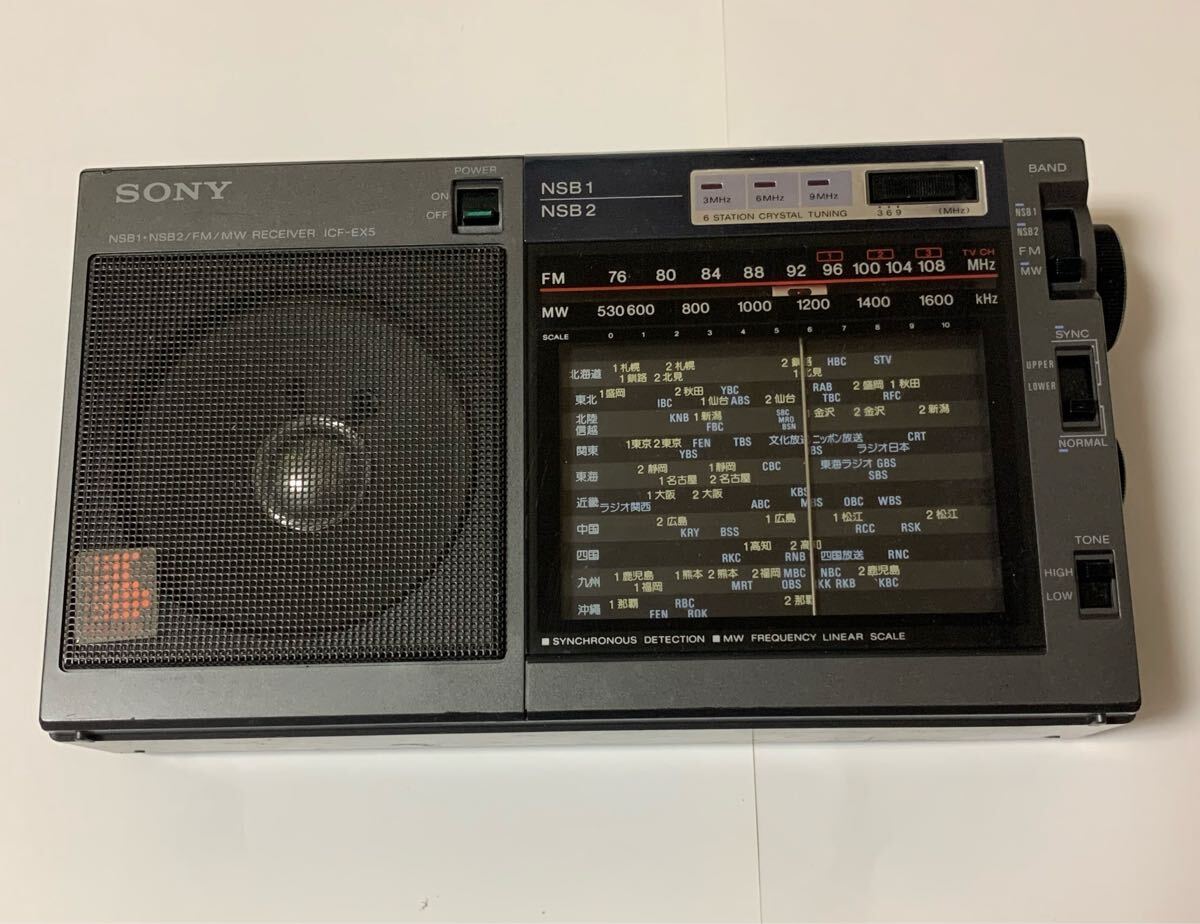 SONY
POWER
ON
OFF
NSB1•NSB2/FM/MW RECEIVER ICF-EX5
NSB1
NSB2
3MHz 6MHz 9MHz
6 STATION CRYSTAL TUNING
3 6 9 (MHz)
1 2 3 TV CH
FM 76 80 84 88 92 96 100 104 108 MHz
MW 530 600 800 1000 1200 1400 1600 kHz
SCALE 0 1 2 3 4 5 6 7 8 9 10
北海道 1札幌 2札幌 HBC STV
1釧路 2北見
東北 1盛岡 2秋田 YBC RAB 2盛岡 1秋田
IBC 1仙台 ABS 2仙台 TBC RFC
北陸 KNB 1新潟 SBC 1金沢 2金沢 2新潟
信越 FBC MRO
BSN
関東 1東京 2東京 FEN TBS 文化放送 ニッポン放送 CRT
YBS ラジオ日本
東海 2静岡 1静岡 CBC 東海ラジオ GBS
1名古屋 2名古屋 SBS
近畿 1大阪 2大阪 KBS
ラジオ関西 ABC MBS OBC WBS
中国 2広島 1広島 1松江 2松江
KRY BSS RCC RSK
四国 1高知 2高知
RKC RNB 四国放送 RNC
九州 1鹿児島 1熊本 2熊本 2福岡 MBC NBC 2鹿児島
1福岡 MRT OBS KK RKB KBC
沖縄 1那覇 RBC 2那覇
FEN ROK
■ SYNCHRONOUS DETECTION ■ MW FREQUENCY LINEAR SCALE
BAND
NSB1
NSB2
FM
MW
SYNC
UPPER
LOWER
NORMAL
TONE
HIGH
LOW